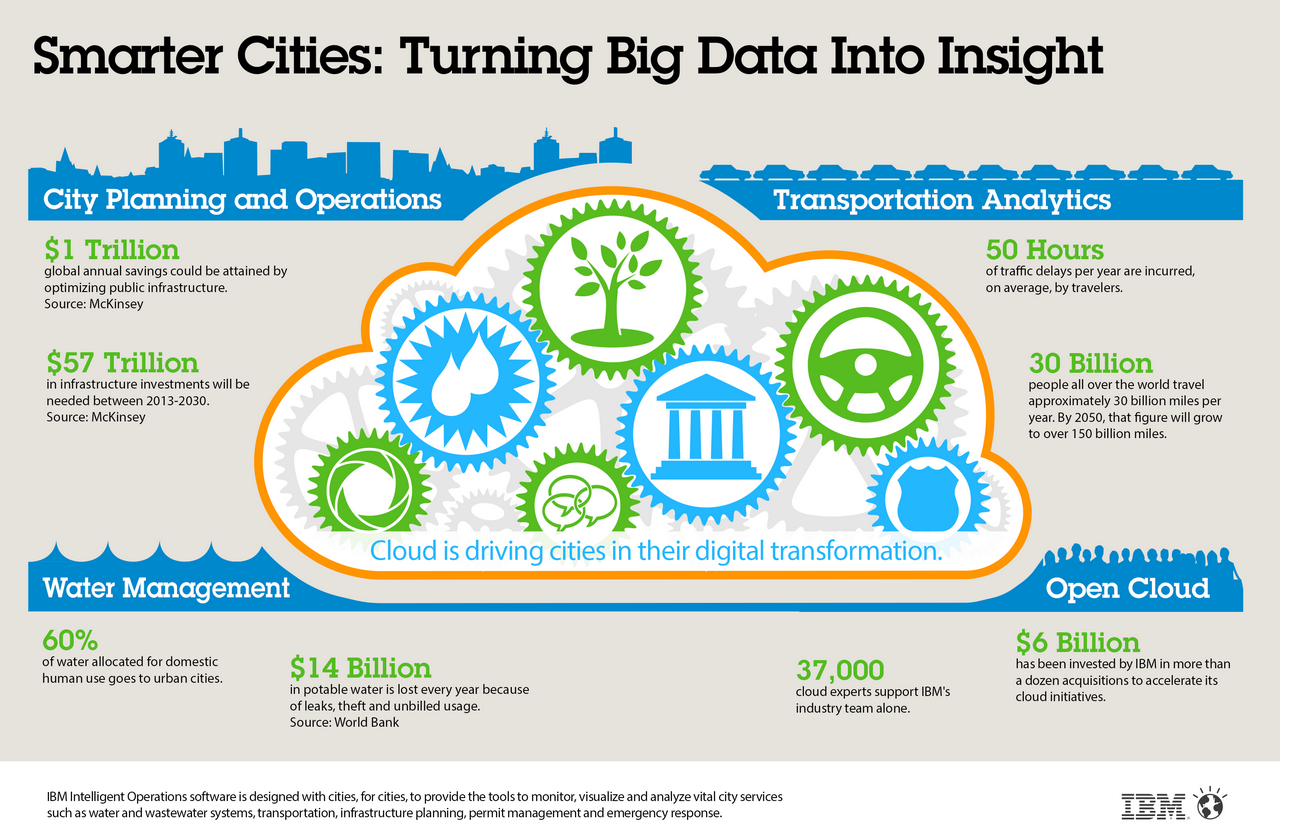 Smarter Cities: Turning Big Data Into Insight
City Planning and Operations
$1 Trillion
global annual savings could be attained by
optimizing public infrastructure.
Source: McKinsey
$57 Trillion
in infrastructure investments will be
needed between 2013-2030.
Source: McKinsey
Transportation Analytics
50 Hours
of traffic delays per year are incurred,
on average, by travelers.
30 Billion
people all over the world travel
approximately 30 billion miles per
year. By 2050, that figure will grow
to over 150 billion miles.
Cloud is driving cities in their digital transformation.
Water Management
60%
of water allocated for domestic
human use goes to urban cities.
$14 Billion
in potable water is lost every year because
of leaks, theft and unbilled usage.
Source: World Bank
Open Cloud
37,000
cloud experts support IBM's
industry team alone.
$6 Billion
has been invested by IBM in more than
a dozen acquisitions to accelerate its
cloud initiatives.
IBM Intelligent Operations software is designed with cities, for cities, to provide the tools to monitor, visualize and analyze vital city services
such as water and wastewater systems, transportation, infrastructure planning, permit management and emergency response.
IBM